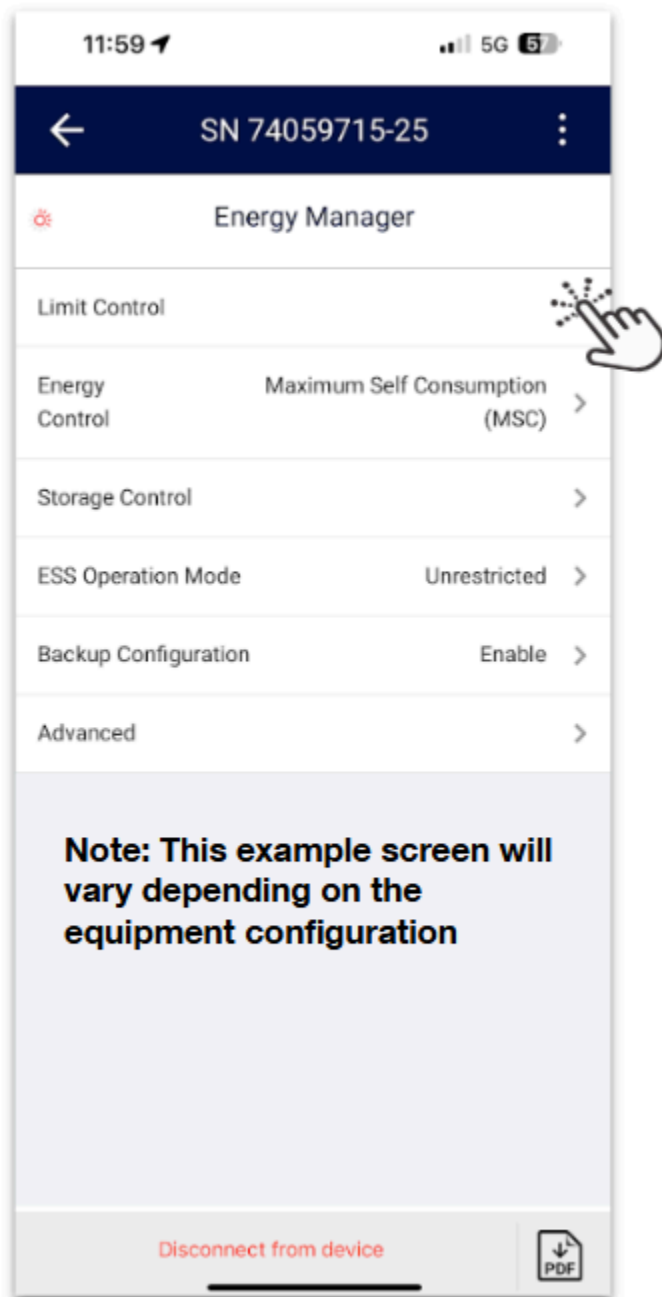 11:59 5G 57
SN 74059715-25
Energy Manager
Limit Control
Energy Maximum Self Consumption
Control (MSC)
Storage Control
ESS Operation Mode Unrestricted
Backup Configuration Enable
Advanced
Note: This example screen will
vary depending on the
equipment configuration
Disconnect from device
PDF